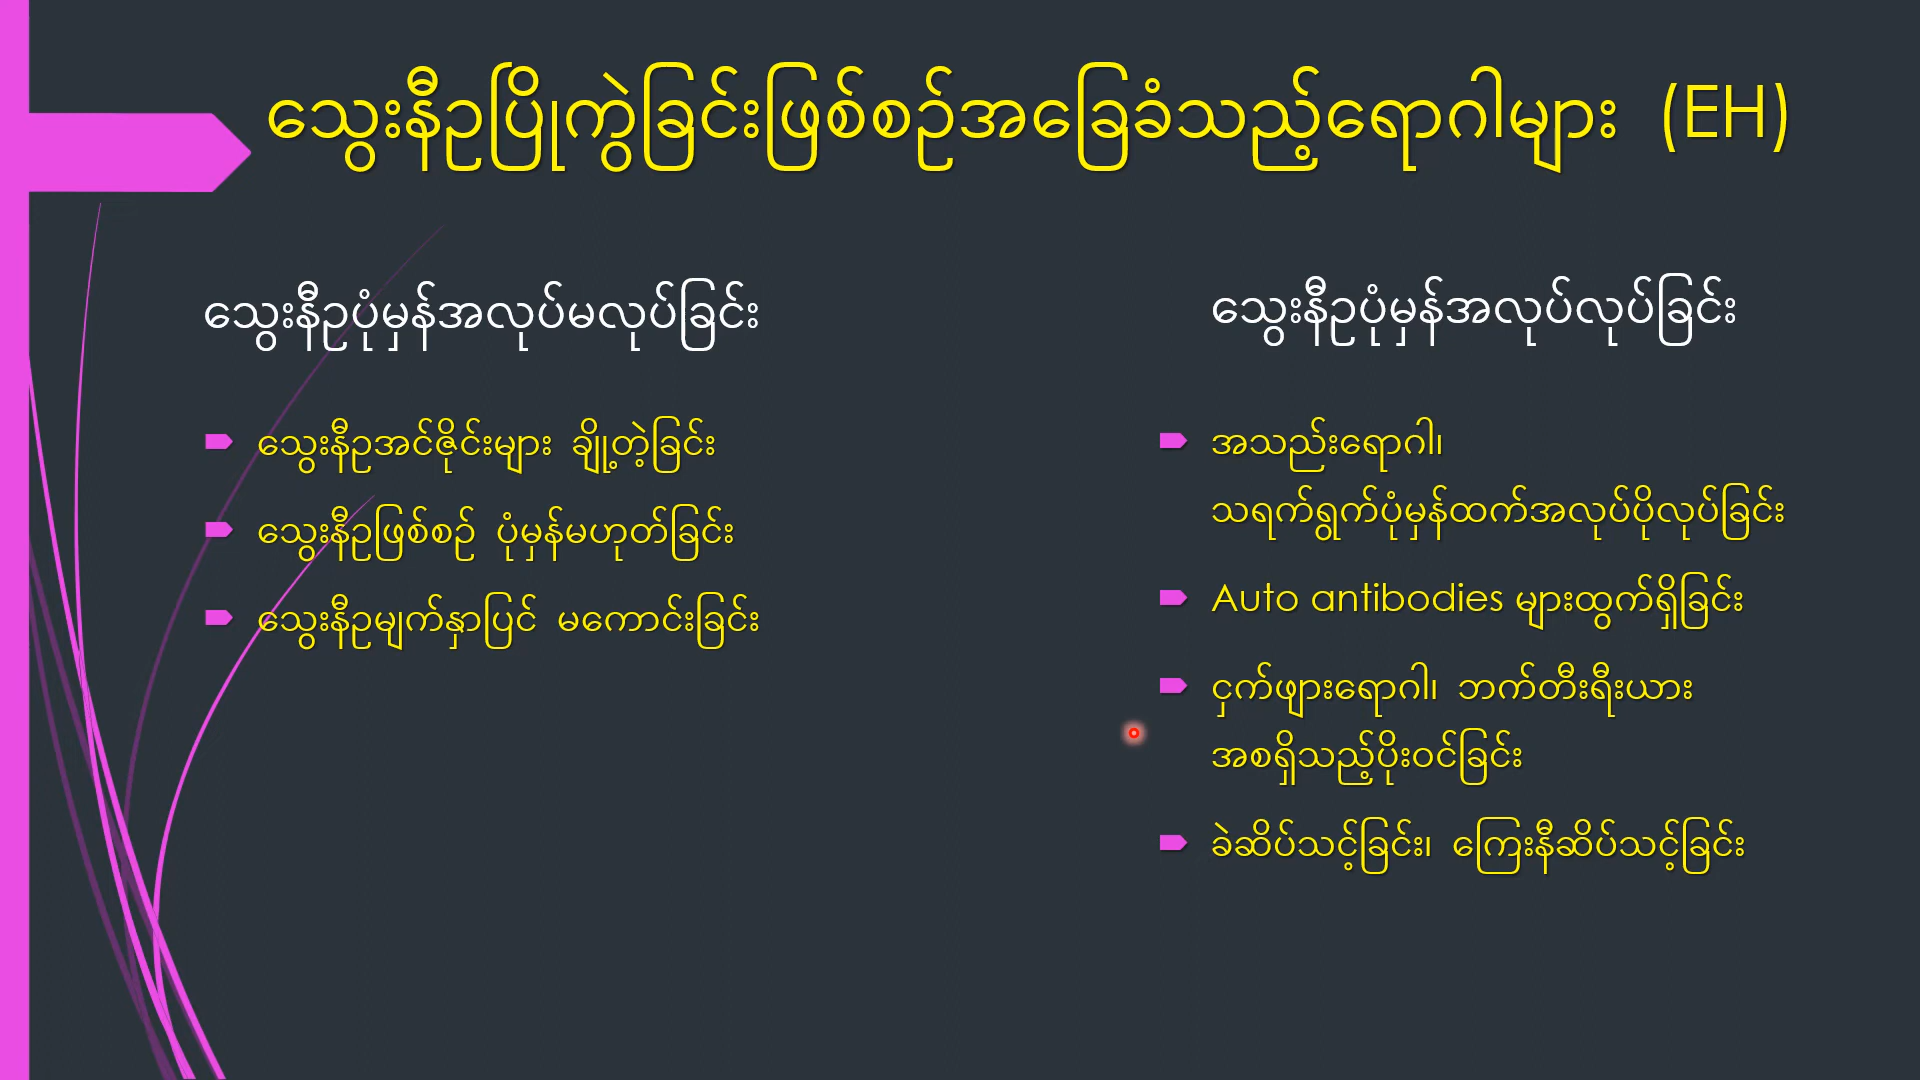 သွေးနီဥပြိုကွဲခြင်းဖြစ်စဉ်အခြေခံသည့်ရောဂါများ (EH)
သွေးနီဥပုံမှန်အလုပ်မလုပ်ခြင်း
သွေးနီဥအင်ဇိုင်းများ ချို့တဲ့ခြင်း
သွေးနီဥဖြစ်စဉ် ပုံမှန်မဟုတ်ခြင်း
သွေးနီဥမျက်နှာပြင် မကောင်းခြင်း
သွေးနီဥပုံမှန်အလုပ်လုပ်ခြင်း
အသည်းရောဂါ၊
သရက်ရွက်ပုံမှန်ထက်အလုပ်ပိုလုပ်ခြင်း
Auto antibodies များထွက်ရှိခြင်း
ငှက်ဖျားရောဂါ၊ ဘက်တီးရီးယား
အစရှိသည့်ပိုးဝင်ခြင်း
ခဲဆိပ်သင့်ခြင်း၊ ကြေးနီဆိပ်သင့်ခြင်း